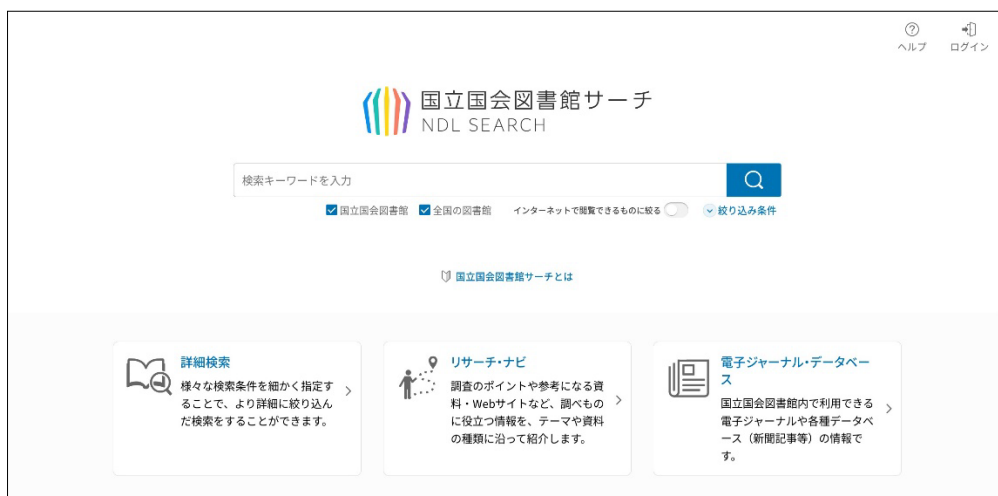 ヘルプ
ログイン
国立国会図書館サーチ
NDL SEARCH
検索キーワードを入力
国立国会図書館
全国の図書館
インターネットで閲覧できるものに絞る
絞り込み条件
国立国会図書館サーチとは
詳細検索
様々な検索条件を細かく指定す
ることで、より詳細に絞り込ん
だ検索をすることができます。
リサーチ・ナビ
調査のポイントや参考になる資
料・Webサイトなど、調べもの
に役立つ情報を、テーマや資料
の種類に沿って紹介します。
電子ジャーナル・データベー
ス
国立国会図書館内で利用できる
電子ジャーナルや各種データベ
ース（新聞記事等）の情報で
す。